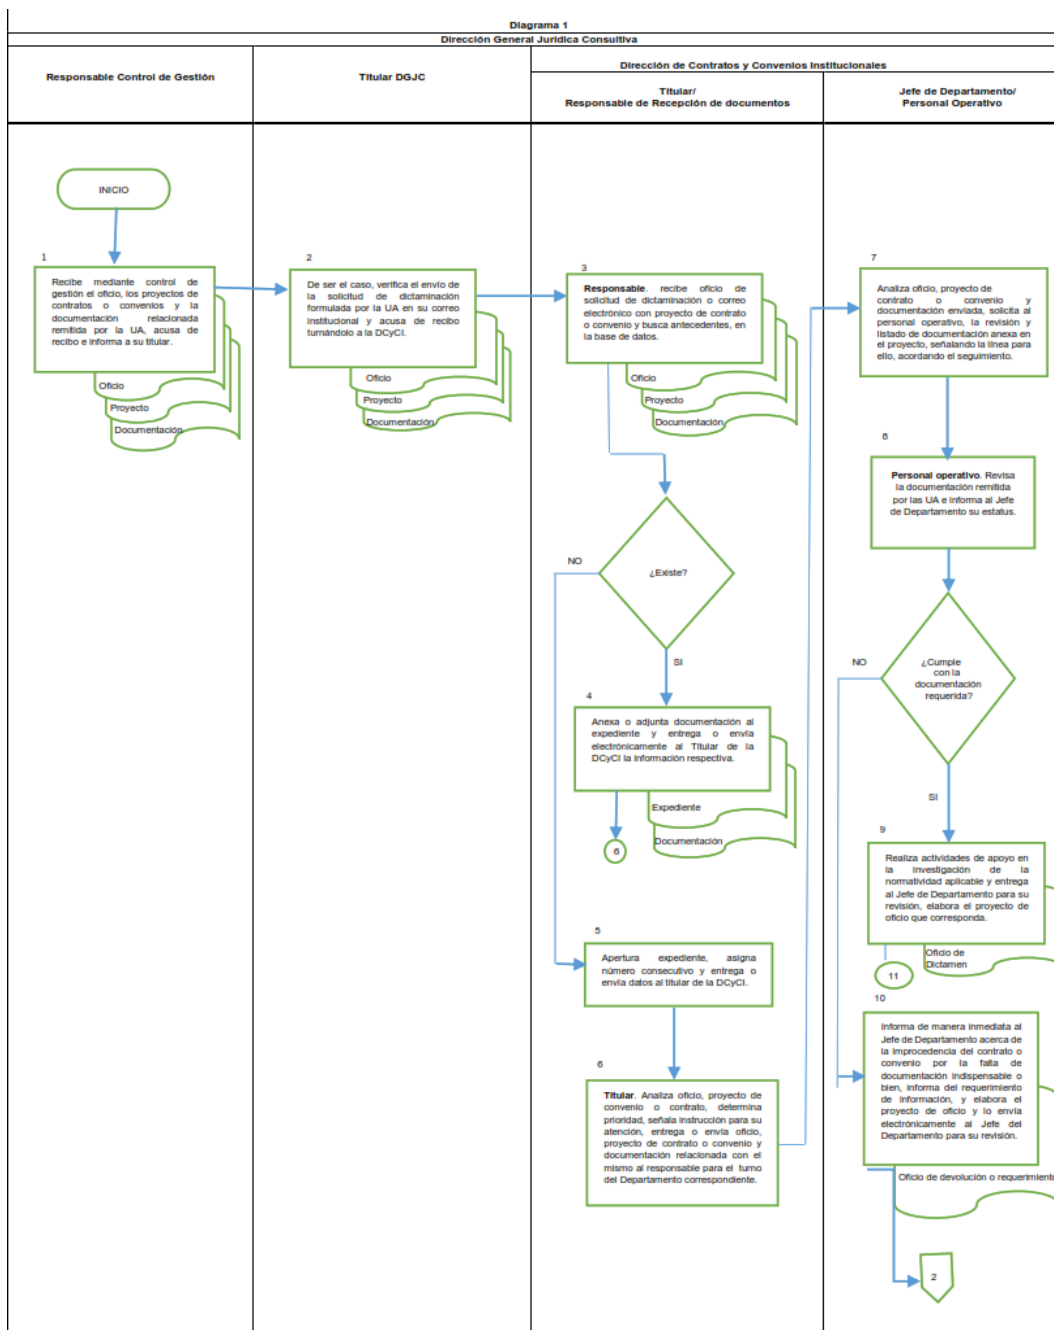 Diagrama 1
Dirección General Jurídica Consultiva
Responsable Control de Gestión
Titular DGJC
Dirección de Contratos y Convenios Institucionales
Titular/
Responsable de Recepción de documentos
Jefe de Departamento/
Personal Operativo
INICIO
1
Recibe mediante control de
gestión el oficio, los proyectos de
contratos o convenios y la
documentación relacionada
remitida por la UA, acusa de
recibo e informa a su titular.
Oficio
Proyecto
Documentación
2
De ser el caso, verifica el envío de
la solicitud de dictaminación
formulada por la UA en su correo
institucional y acusa de recibo
turnándolo a la DCyCI.
Oficio
Proyecto
Documentación
3
Responsable. recibe oficio de
solicitud de dictaminación o correo
electrónico con proyecto de contrato
o convenio y busca antecedentes, en
la base de datos.
Oficio
Proyecto
Documentación
¿Existe?
NO
SI
4
Anexa o adjunta documentación al
expediente y entrega o envía
electrónicamente al Titular de la
DCyCI la información respectiva.
Expediente
Documentación
6
5
Apertura expediente, asigna
número consecutivo y entrega o
envía datos al titular de la DCyCI.
6
Titular. Analiza oficio, proyecto de
convenio o contrato, determina
prioridad, señala instrucción para su
atención, entrega o envía oficio,
proyecto de contrato o convenio y
documentación relacionada con el
mismo al responsable para el turno
del Departamento correspondiente.
7
Analiza oficio, proyecto de
contrato o convenio y
documentación enviada, solicita al
personal operativo, la revisión y
listado de documentación anexa en
el proyecto, señalando la línea para
ello, acordando el seguimiento.
8
Personal operativo. Revisa
la documentación remitida
por las UA e informa al Jefe
de Departamento su estatus.
¿Cumple
con la
documentación
requerida?
NO
SI
9
Realiza actividades de apoyo en
la investigación de la
normatividad aplicable y entrega
al Jefe de Departamento para su
revisión, elabora el proyecto de
oficio que corresponda.
Oficio de
Dictamen
11
10
Informa de manera inmediata al
Jefe de Departamento acerca de
la improcedencia del contrato o
convenio por la falta de
documentación indispensable o
bien, informa del requerimiento
de información, y elabora el
proyecto de oficio y lo envía
electrónicamente al Jefe del
Departamento para su revisión.
Oficio de devolución o requerimiento
2